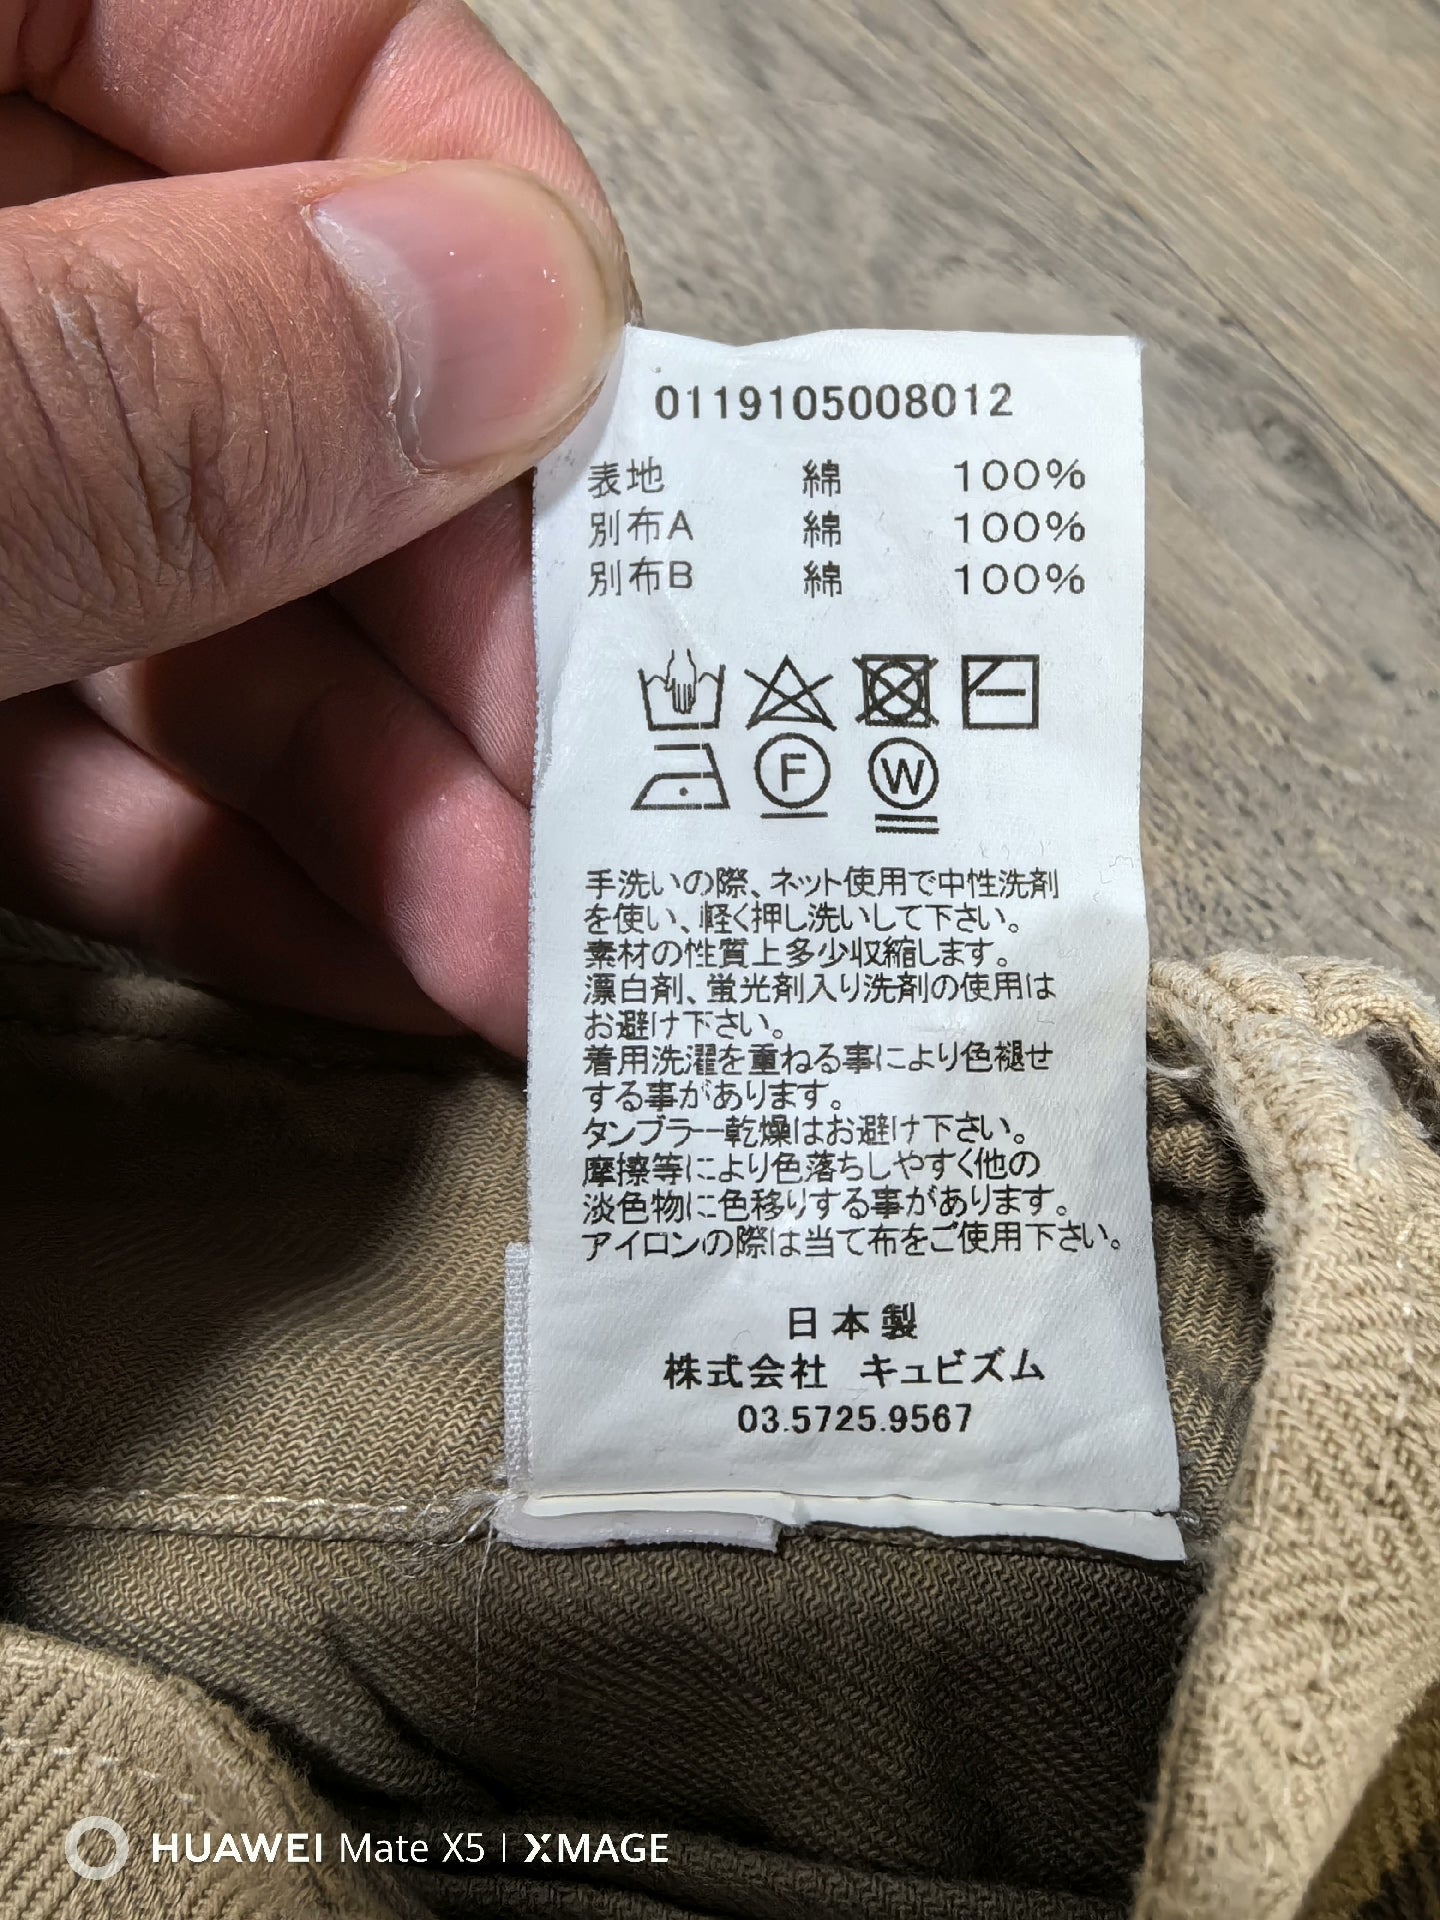 0119105008012
表地 綿 100%
別布A 綿 100%
別布B 綿 100%
F W
手洗いの際、ネット使用で中性洗剤
を使い、軽く押し洗いして下さい。
素材の性質上多少収縮します。
漂白剤、蛍光剤入り洗剤の使用は
お避け下さい。
着用洗濯を重ねる事により色褪せ
する事があります。
タンブラー乾燥はお避け下さい。
摩擦等により色落ちしやすく他の
淡色物に色移りする事があります。
アイロンの際は当て布をご使用下さい。
日本製
株式会社 キュビズム
03.5725.9567
HUAWEI Mate X5 | XMAGE